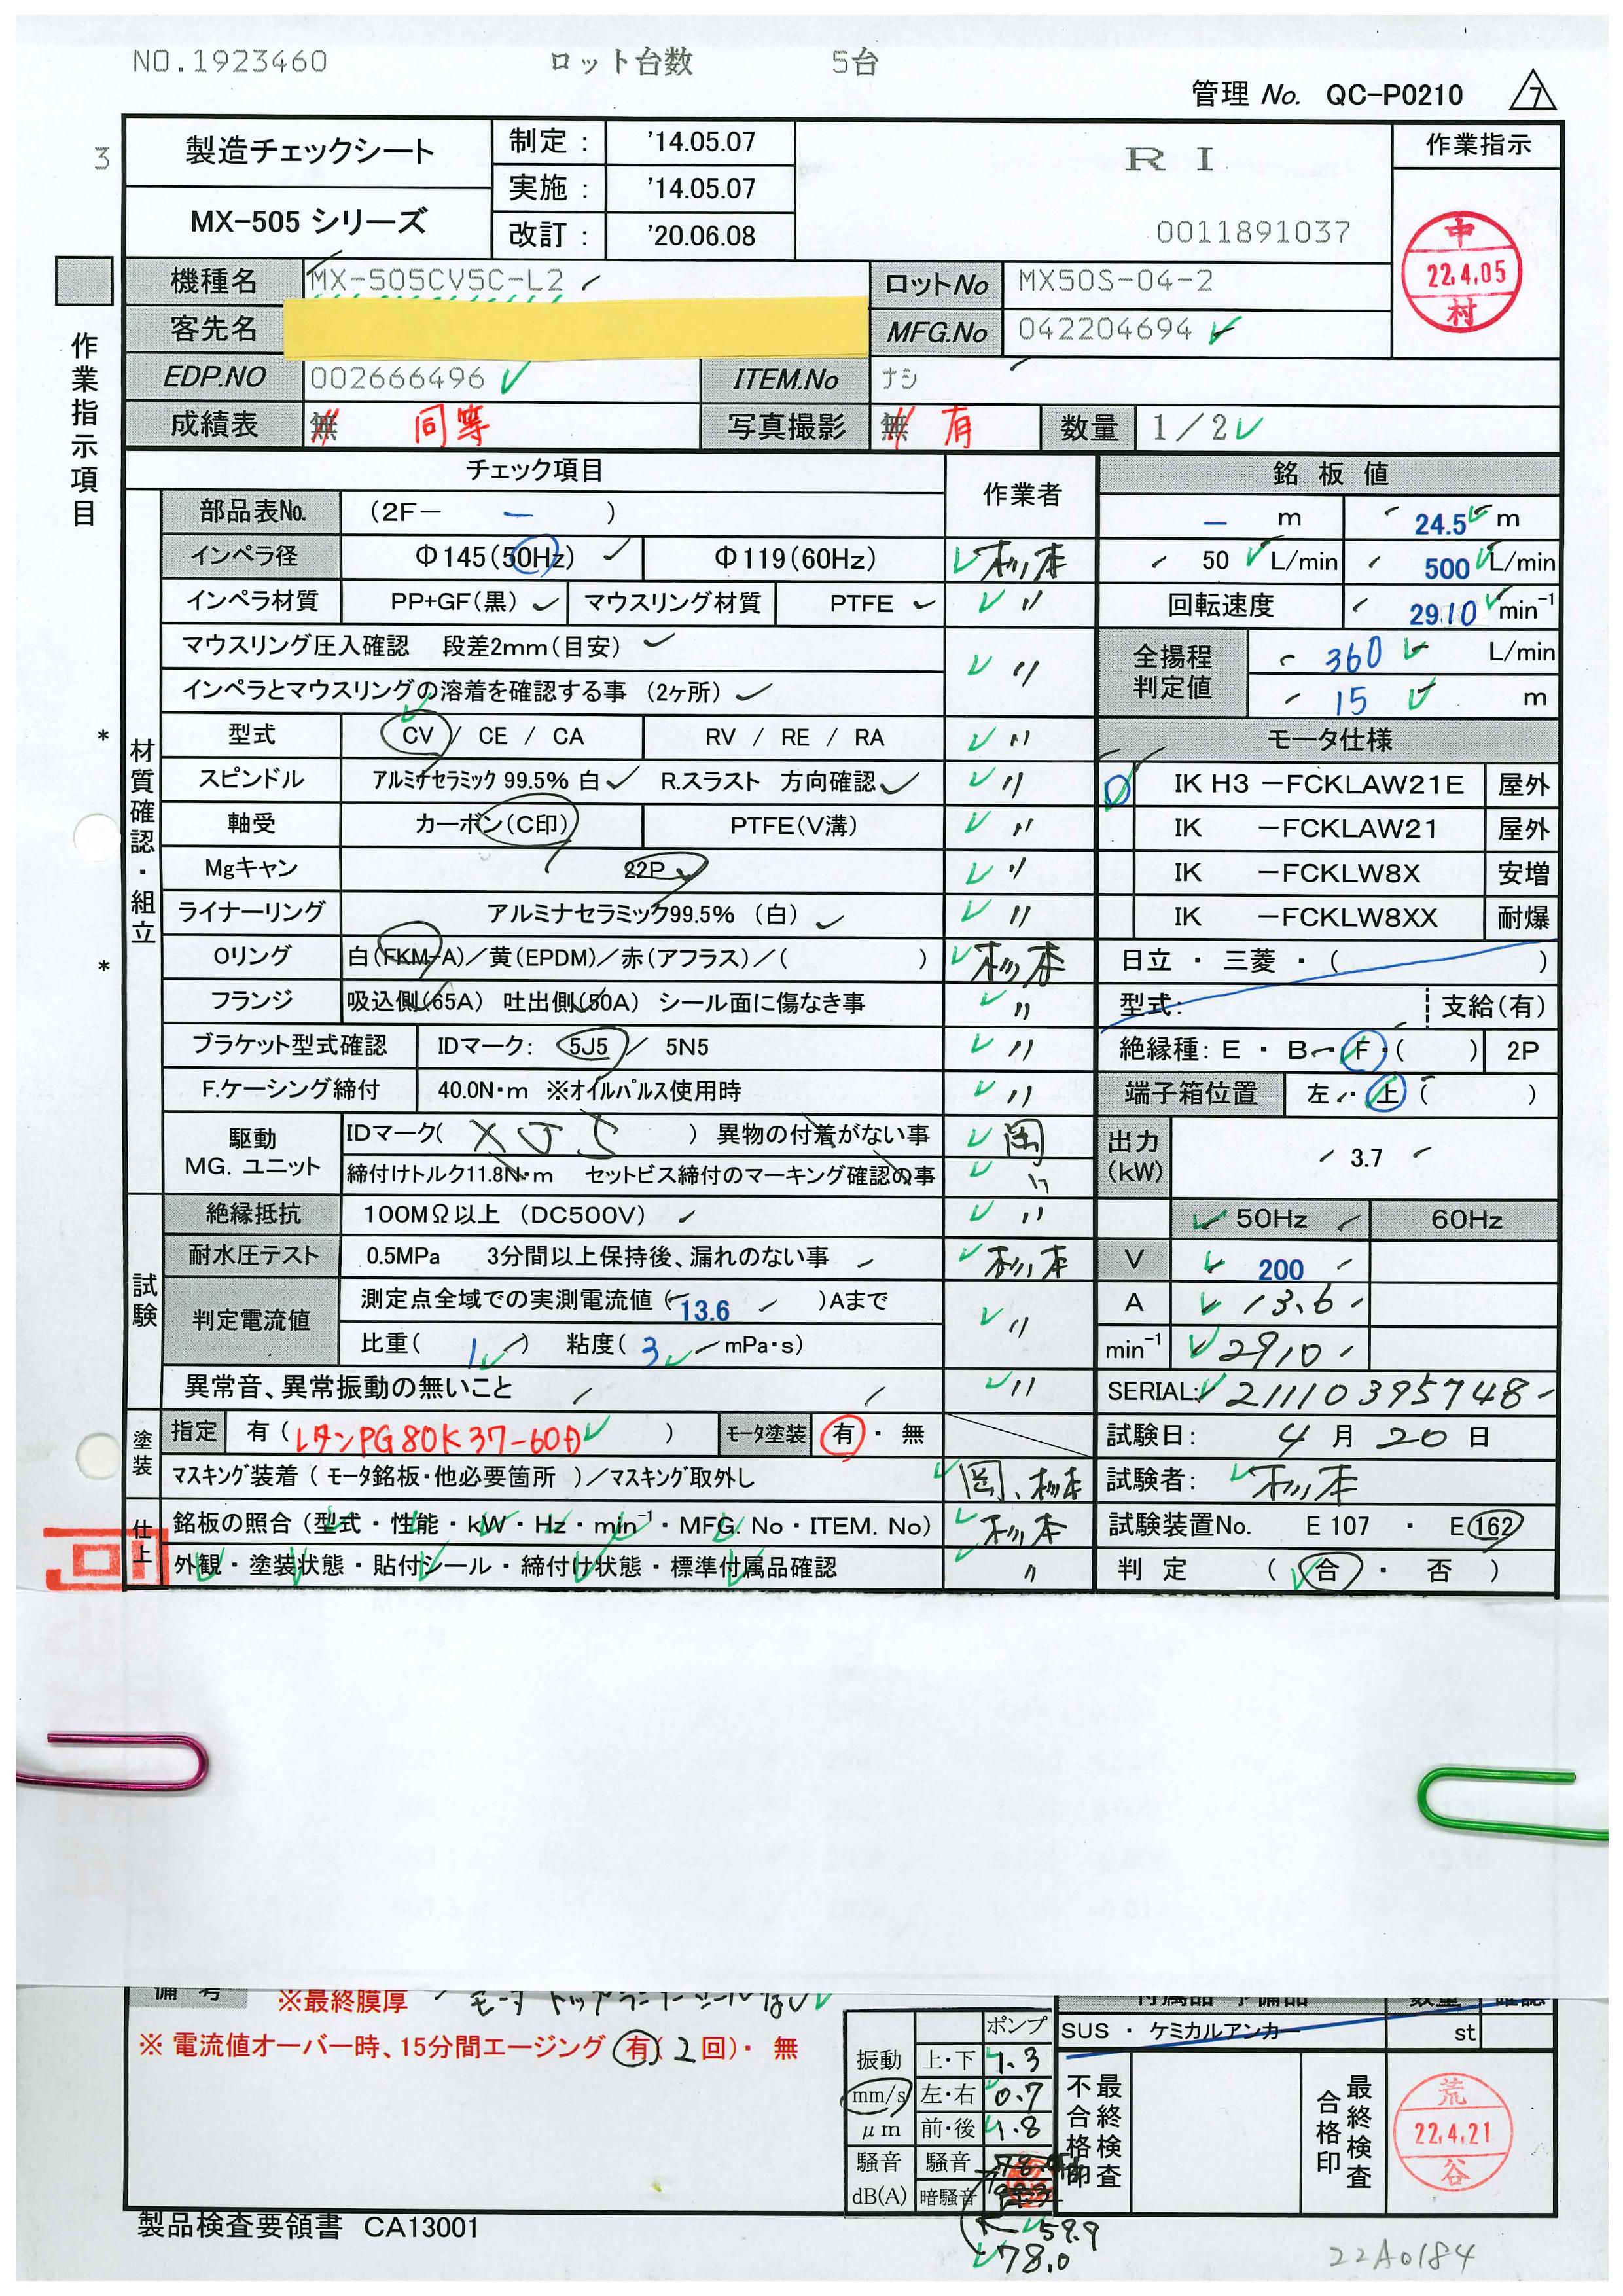 NO.1923460 ロット台数 5台
管理 No. QC-P0210 7
3
製造チェックシート
MX-505 シリーズ
制定： '14.05.07
実施： '14.05.07
改訂： '20.06.08
RI
0011891037
作業指示
中
22.4.05
村
機種名 MX-505CV5C-L2 ロットNo MX50S-04-2
客先名 MFG.No 042204694
EDP.NO 002666496 ITEM.No ナシ
成績表 無 同等 写真撮影 無 有 数量 1/2
作業指示項目
チェック項目 作業者
材質確認・組立
部品表No. (2F- - )
インペラ径 Φ145(50Hz) Φ119(60Hz) 松本
インペラ材質 PP+GF(黒) マウスリング材質 PTFE 〃
マウスリング圧入確認 段差2mm(目安) 〃
インペラとマウスリングの溶着を確認する事 (2ヶ所)
* 型式 CV / CE / CA RV / RE / RA 〃
スピンドル アルミナセラミック 99.5% 白 R.スラスト 方向確認 〃
軸受 カーボン(C印) PTFE(V溝) 〃
Mgキャン 22P 〃
ライナーリング アルミナセラミック99.5% (白) 〃
* Oリング 白(FKM-A)/黄(EPDM)/赤(アフラス)/( ) 松本
フランジ 吸込側(65A) 吐出側(50A) シール面に傷なき事 〃
ブラケット型式確認 IDマーク: 5J5 / 5N5 〃
F.ケーシング締付 40.0N・m ※オイルパルス使用時 〃
駆動 MG. ユニット IDマーク( XJ5 ) 異物の付着がない事 岡
締付けトルク11.8N・m セットビス締付のマーキング確認の事 〃
試験
絶縁抵抗 100MΩ以上 (DC500V) 〃
耐水圧テスト 0.5MPa 3分間以上保持後、漏れのない事 松本
判定電流値 測定点全域での実測電流値( 13.6 )Aまで 〃
比重( 1 ) 粘度( 3 mPa・s)
異常音、異常振動の無いこと 〃
塗装
指定 有( レタンPG80K37-60D ) モータ塗装 有・無
マスキング装着 ( モータ銘板・他必要箇所 )/マスキング取外し 岡、松本
仕上
銘板の照合 (型式・性能・kW・Hz・min⁻¹・MFG. No・ITEM. No) 松本
外観・塗装状態・貼付シール・締付け状態・標準付属品確認 〃
銘板値
- m 24.5 m
50 L/min 500 L/min
回転速度 2910 min⁻¹
全揚程判定値 360 L/min
15 m
モータ仕様
IK H3 -FCKLAW21E 屋外
IK -FCKLAW21 屋外
IK -FCKLW8X 安増
IK -FCKLW8XX 耐爆
日立 ・ 三菱 ・ ( )
型式: 支給(有)
絶縁種: E ・ B ・ F ・( ) 2P
端子箱位置 左 ・ 上 ( )
出力(kW) 3.7
50Hz 60Hz
V 200
A 13.6
min⁻¹ 2910
SERIAL: 21110395748
試験日: 4 月 20 日
試験者: 松本
試験装置No. E 107 ・ E 162
判定 ( 合 ・ 否 )
備考 ※最終膜厚
※ 電流値オーバー時、15分間エージング 有( 2 回)・ 無
ポンプ
振動 上・下 1.3
mm/s 左・右 0.7
μm 前・後 1.8
騒音 騒音
dB(A) 暗騒音
59.9
78.0
付属品・予備品 数量 確認
SUS ・ ケミカルアンカー st
最終検査不合格印
最終検査合格印
荒
22.4.21
谷
製品検査要領書 CA13001
22A0184